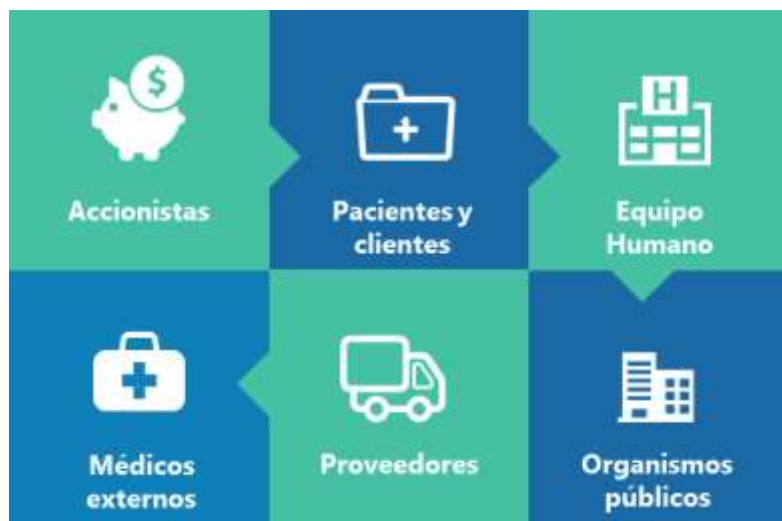 $
Accionistas
Pacientes y
clientes
H
Equipo
Humano
Médicos
externos
Proveedores
Organismos
públicos